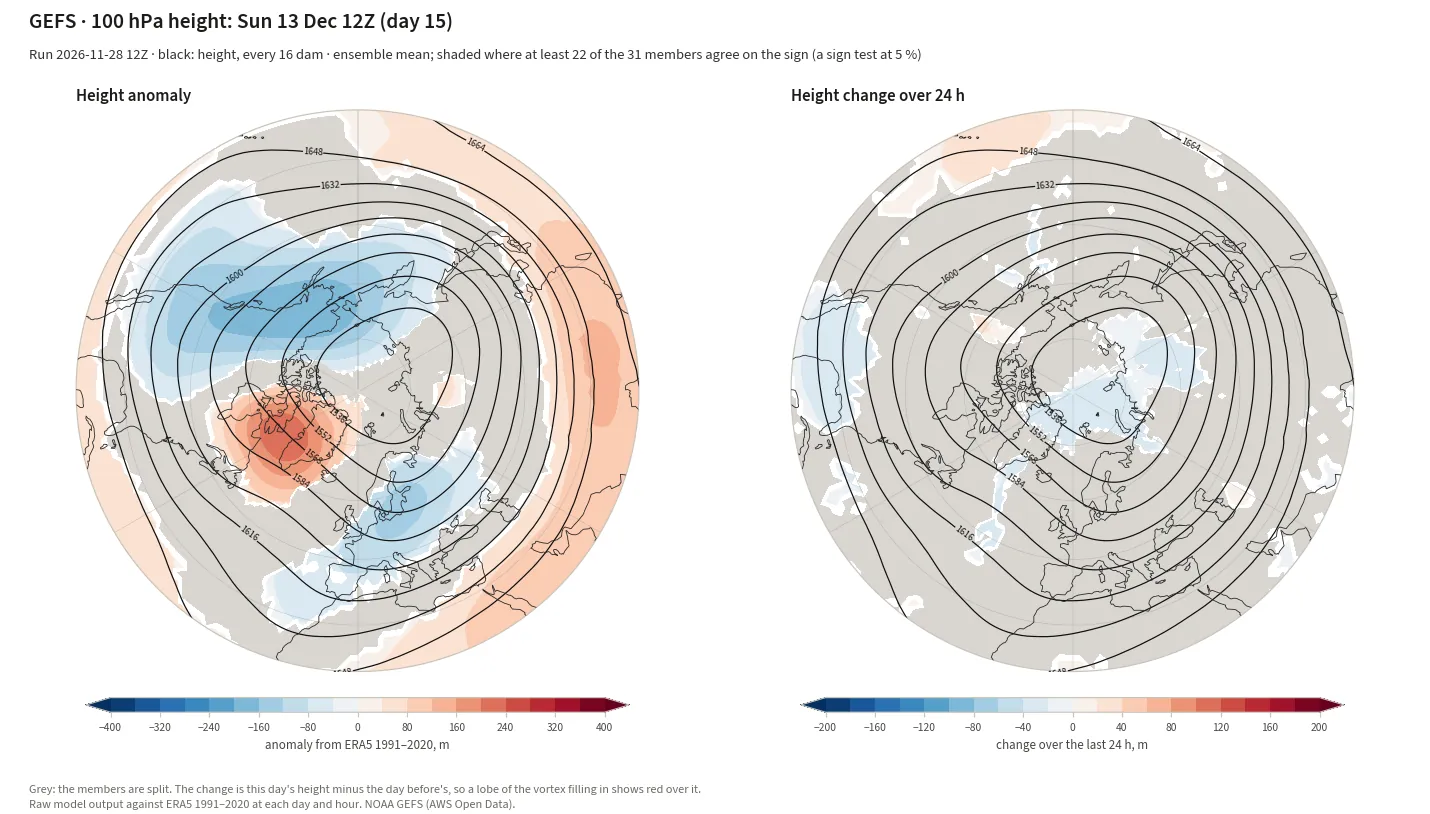 GEFS · 100 hPa height: Sun 13 Dec 12Z (day 15)
Run 2026-11-28 12Z · black: height, every 16 dam · ensemble mean; shaded where at least 22 of the 31 members agree on the sign (a sign test at 5 %)
Height anomaly
Height change over 24 h
1664
1648
1632
1600
1536
1552
1568
1584
1616
1648
1664
1648
1632
1600
1536
1552
1568
1584
1616
1648
−400 −320 −240 −160 −80 0 80 160 240 320 400
anomaly from ERA5 1991–2020, m
−200 −160 −120 −80 −40 0 40 80 120 160 200
change over the last 24 h, m
Grey: the members are split. The change is this day's height minus the day before's, so a lobe of the vortex filling in shows red over it.
Raw model output against ERA5 1991–2020 at each day and hour. NOAA GEFS (AWS Open Data).